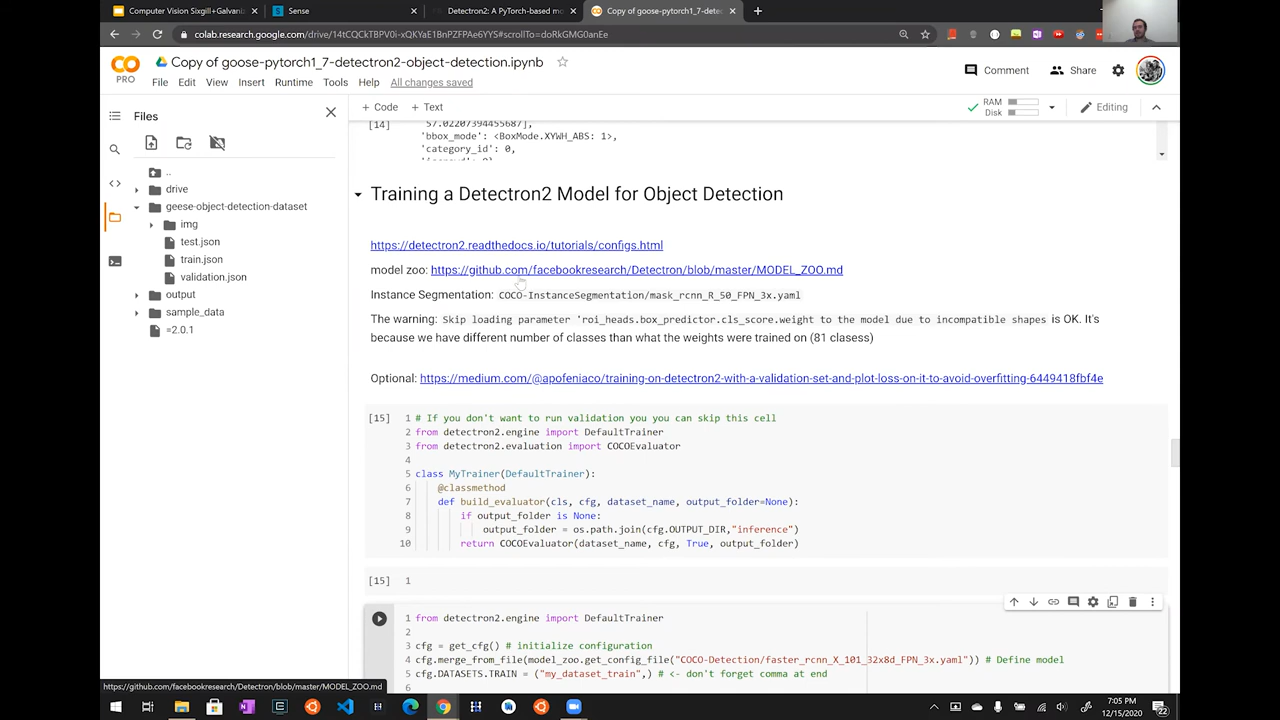 Computer Vision Sixgill+Galvani
Sense
Detectron2: A PyTorch-based mo
Copy of goose-pytorch1_7-detec
colab.research.google.com/drive/14tCQCkTBPV0i-xQKYaE1BnPZFPAe6YYS#scrollTo=doRkGMG0anEe
PRO
Copy of goose-pytorch1_7-detectron2-object-detection.ipynb
File Edit View Insert Runtime Tools Help All changes saved
Comment
Share
Files
+ Code + Text
RAM
Disk
Editing
..
drive
geese-object-detection-dataset
img
test.json
train.json
validation.json
output
sample_data
=2.0.1
[14] 57.02207394455687],
'bbox_mode': <BoxMode.XYWH_ABS: 1>,
'category_id': 0,
Training a Detectron2 Model for Object Detection
https://detectron2.readthedocs.io/tutorials/configs.html
model zoo: https://github.com/facebookresearch/Detectron/blob/master/MODEL_ZOO.md
Instance Segmentation: COCO-InstanceSegmentation/mask_rcnn_R_50_FPN_3x.yaml
The warning: Skip loading parameter 'roi_heads.box_predictor.cls_score.weight to the model due to incompatible shapes is OK. It's
because we have different number of classes than what the weights were trained on (81 clasess)
Optional: https://medium.com/@apofeniaco/training-on-detectron2-with-a-validation-set-and-plot-loss-on-it-to-avoid-overfitting-6449418fbf4e
[15] 1 # If you don't want to run validation you you can skip this cell
2 from detectron2.engine import DefaultTrainer
3 from detectron2.evaluation import COCOEvaluator
4
5 class MyTrainer(DefaultTrainer):
6 @classmethod
7 def build_evaluator(cls, cfg, dataset_name, output_folder=None):
8 if output_folder is None:
9 output_folder = os.path.join(cfg.OUTPUT_DIR,"inference")
10 return COCOEvaluator(dataset_name, cfg, True, output_folder)
[15] 1
1 from detectron2.engine import DefaultTrainer
2
3 cfg = get_cfg() # initialize configuration
4 cfg.merge_from_file(model_zoo.get_config_file("COCO-Detection/faster_rcnn_X_101_32x8d_FPN_3x.yaml")) # Define model
5 cfg.DATASETS.TRAIN = ("my_dataset_train",) # <- don't forget comma at end
6
https://github.com/facebookresearch/Detectron/blob/master/MODEL_ZOO.md
7:05 PM
12/15/2020
22